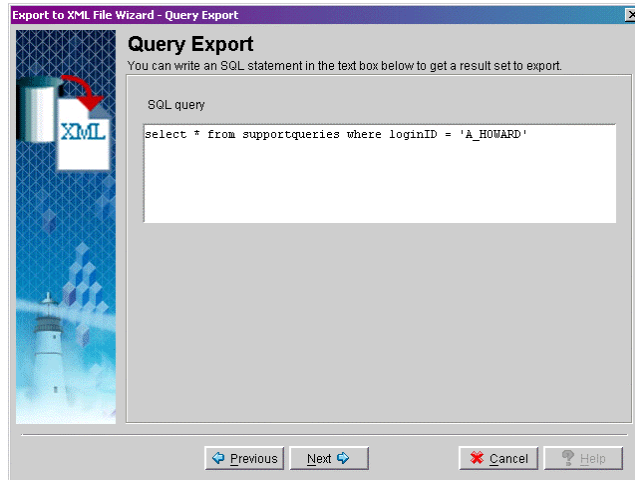 Export to XML File Wizard - Query Export
Query Export
You can write an SQL statement in the text box below to get a result set to export.
XML
SQL query
select * from supportqueries where loginID = 'A_HOWARD'
Previous
Next
Cancel
Help